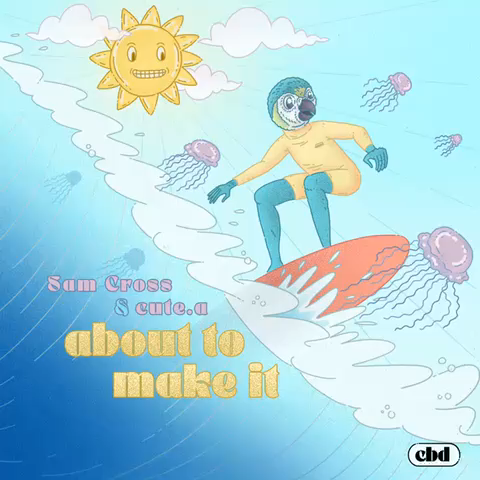 Sam Cross
& cute.a
about to
make it
cbd